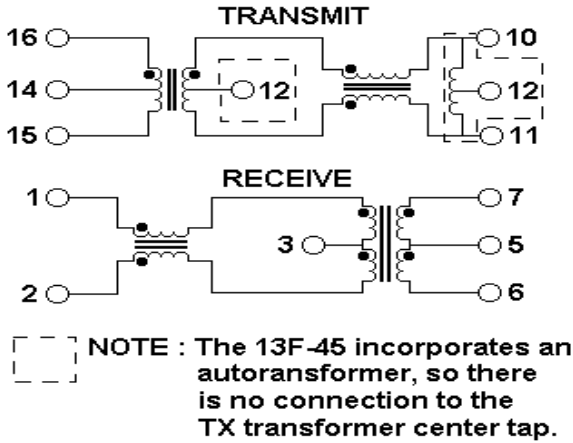 TRANSMIT
16
10
14
12
12
15
11
RECEIVE
1
7
3
5
2
6
NOTE : The 13F-45 incorporates an
autoransformer, so there
is no connection to the
TX transformer center tap.